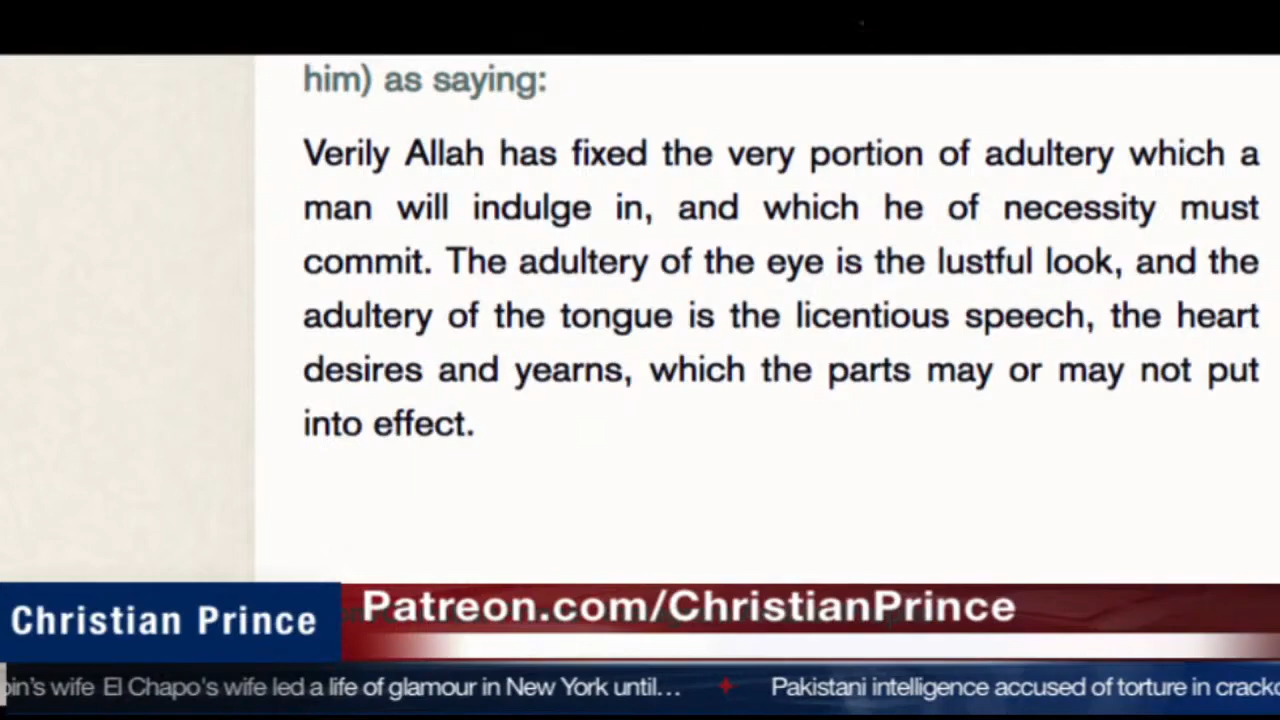 him) as saying:
Verily Allah has fixed the very portion of adultery which a
man will indulge in, and which he of necessity must
commit. The adultery of the eye is the lustful look, and the
adultery of the tongue is the licentious speech, the heart
desires and yearns, which the parts may or may not put
into effect.
Christian Prince
Patreon.com/ChristianPrince
wife El Chapo's wife led a life of glamour in New York until...
Pakistani intelligence accused of torture in